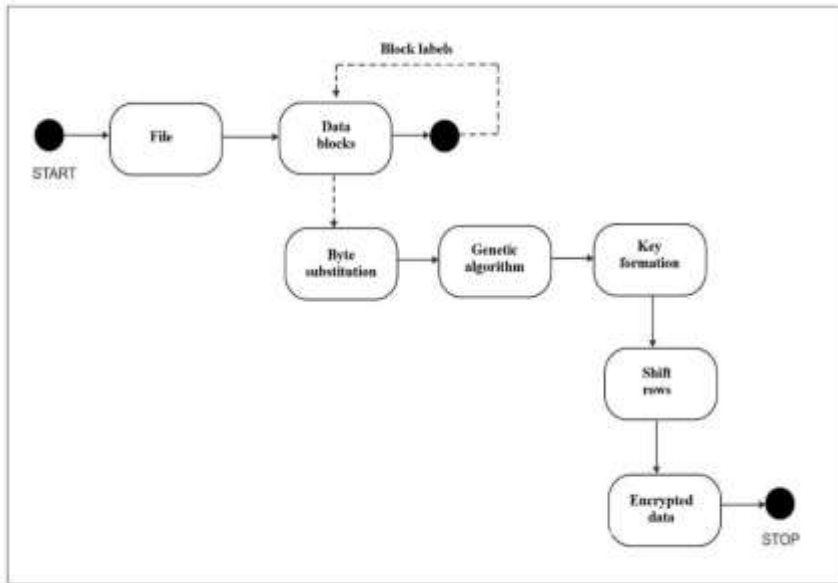 Block labels
File
Data
blocks
START
Byte
substitution
Genetic
algorithm
Key
formation
Shift
rows
Encrypted
data
STOP